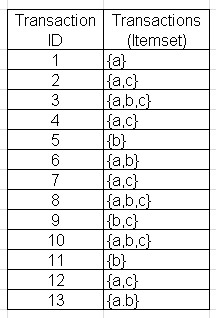 Transaction ID Transactions (Itemset)
1 {a}
2 {a,c}
3 {a,b,c}
4 {a,c}
5 {b}
6 {a,b}
7 {a,c}
8 {a,b,c}
9 {b,c}
10 {a,b,c}
11 {b}
12 {a,c}
13 {a.b}